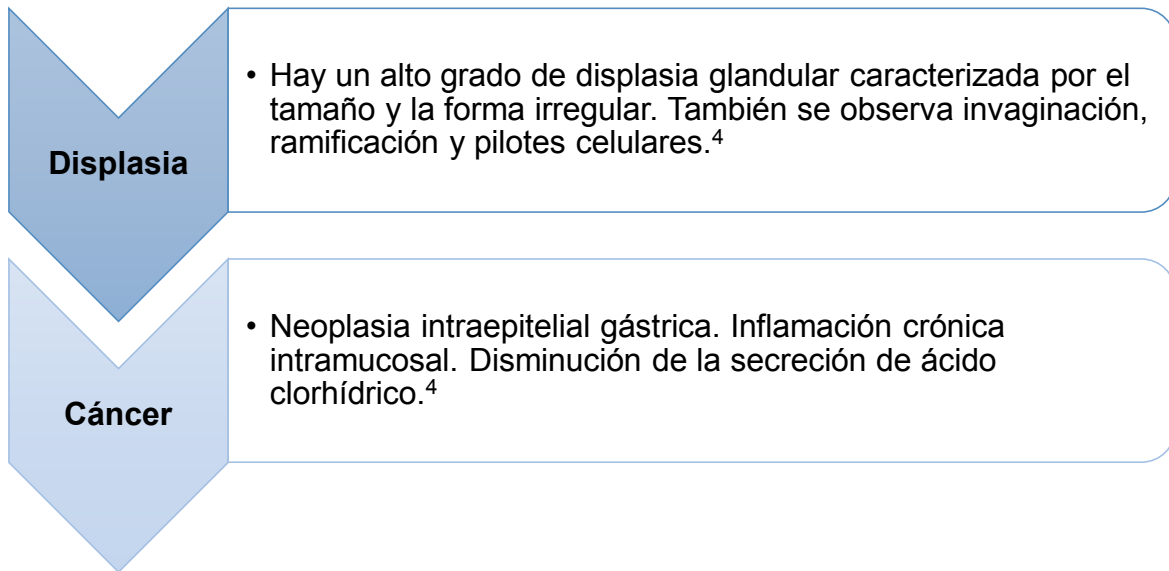 Displasia
• Hay un alto grado de displasia glandular caracterizada por el
tamaño y la forma irregular. También se observa invaginación,
ramificación y pilotes celulares.⁴
Cáncer
• Neoplasia intraepitelial gástrica. Inflamación crónica
intramucosal. Disminución de la secreción de ácido
clorhídrico.⁴